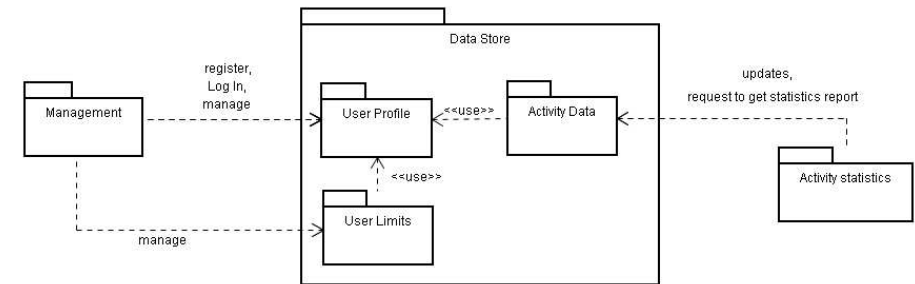 Data Store
register,
Log In,
manage
Management
User Profile
<<use>>
Activity Data
updates,
request to get statistics report
Activity statistics
<<use>>
User Limits
manage